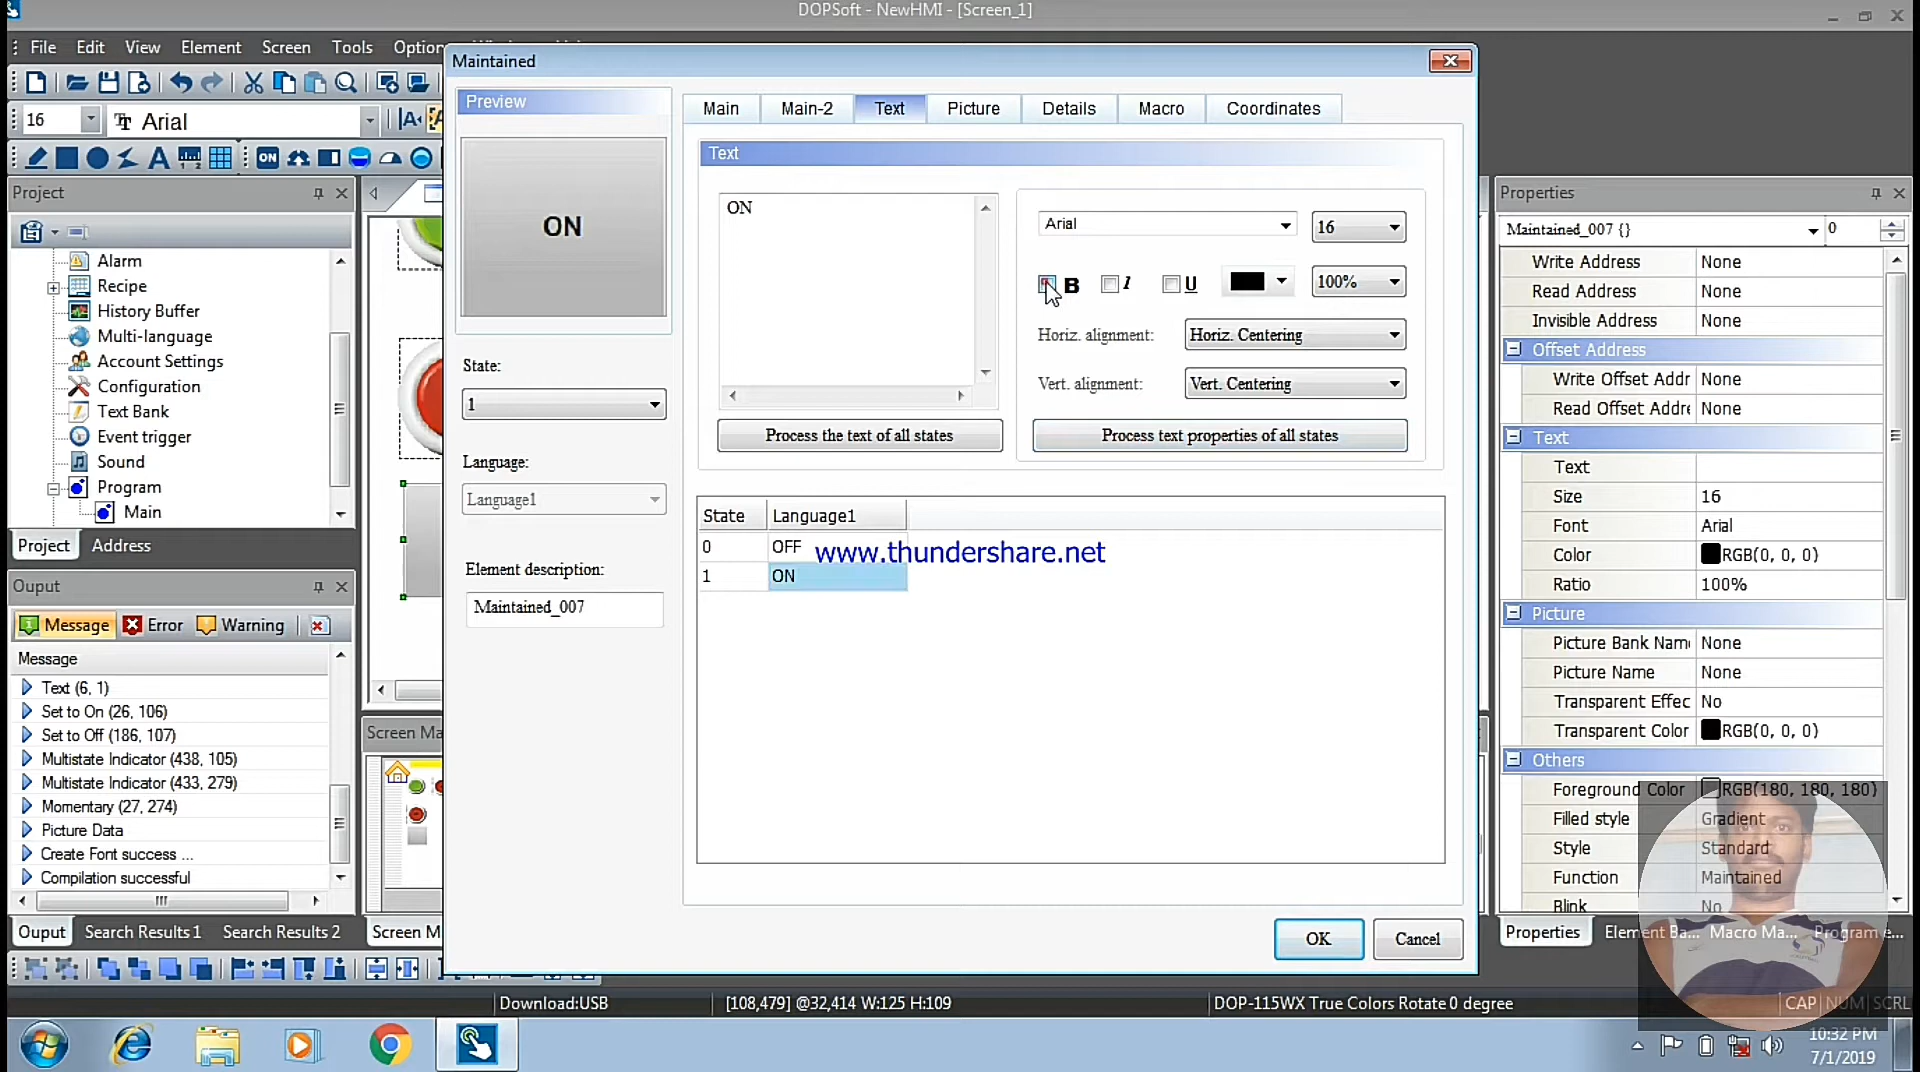 DOPSoft - NewHMI - [Screen_1]
File Edit View Element Screen Tools Option
16 Arial
Project
Alarm
Recipe
History Buffer
Multi-language
Account Settings
Configuration
Text Bank
Event trigger
Sound
Program
Main
Project Address
Ouput
Message Error Warning
Message
Text (6, 1)
Set to On (26, 106)
Set to Off (186, 107)
Multistate Indicator (438, 105)
Multistate Indicator (433, 279)
Momentary (27, 274)
Picture Data
Create Font success ...
Compilation successful
Ouput Search Results 1 Search Results 2
Screen Ma
Screen M
Maintained
Preview
ON
State:
1
Language:
Language1
Element description:
Maintained_007
Main Main-2 Text Picture Details Macro Coordinates
Text
ON
Arial 16
B I U 100%
Horiz. alignment: Horiz. Centering
Vert. alignment: Vert. Centering
Process the text of all states Process text properties of all states
State Language1
0 OFF
1 ON
www.thundershare.net
OK Cancel
Properties
Maintained_007 {} 0
Write Address None
Read Address None
Invisible Address None
Offset Address
Write Offset Addr None
Read Offset Addre None
Text
Text
Size 16
Font Arial
Color RGB(0, 0, 0)
Ratio 100%
Picture
Picture Bank Name None
Picture Name None
Transparent Effec No
Transparent Color RGB(0, 0, 0)
Others
Foreground Color RGB(180, 180, 180)
Filled style Gradient
Style Standard
Function Maintained
Blink No
Properties Element Ba... Macro Ma... Program e...
Download:USB [108,479] @32,414 W:125 H:109 DOP-115WX True Colors Rotate 0 degree CAP NUM SCRL
10:32 PM
7/1/2019